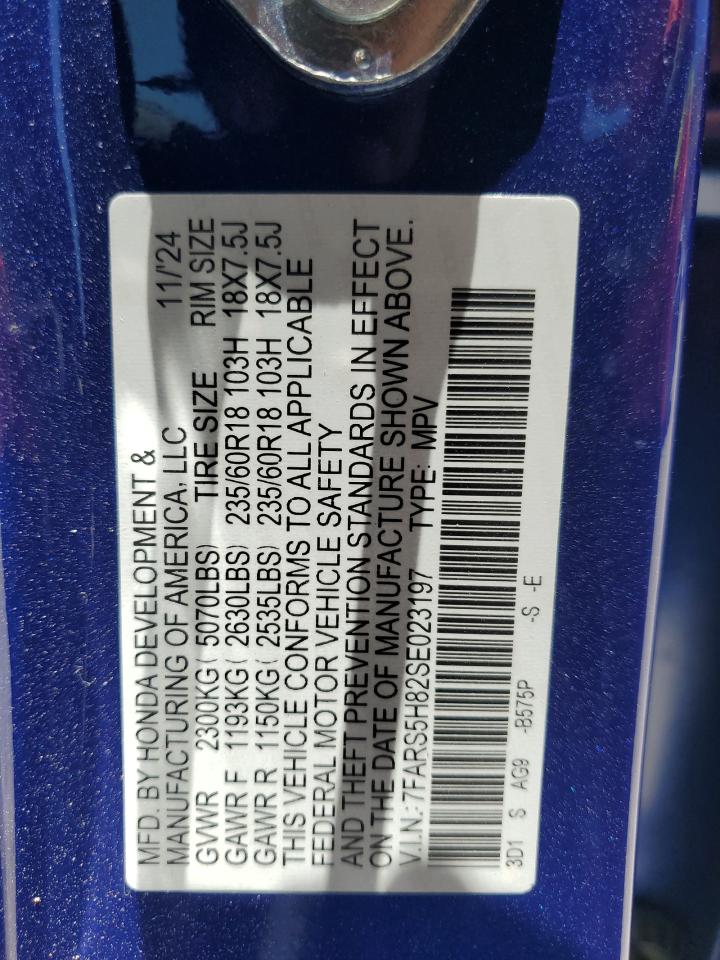 MFD. BY HONDA DEVELOPMENT &
MANUFACTURING OF AMERICA, LLC 11/'24
GVWR 2300KG( 5070LBS) TIRE SIZE RIM SIZE
GAWR F 1193KG( 2630LBS) 235/60R18 103H 18X7.5J
GAWR R 1150KG( 2535LBS) 235/60R18 103H 18X7.5J
THIS VEHICLE CONFORMS TO ALL APPLICABLE
FEDERAL MOTOR VEHICLE SAFETY
AND THEFT PREVENTION STANDARDS IN EFFECT
ON THE DATE OF MANUFACTURE SHOWN ABOVE.
V.I.N.: 7FARS5H82SE023197 TYPE: MPV
3D1 S AG9 -B575P -S -E